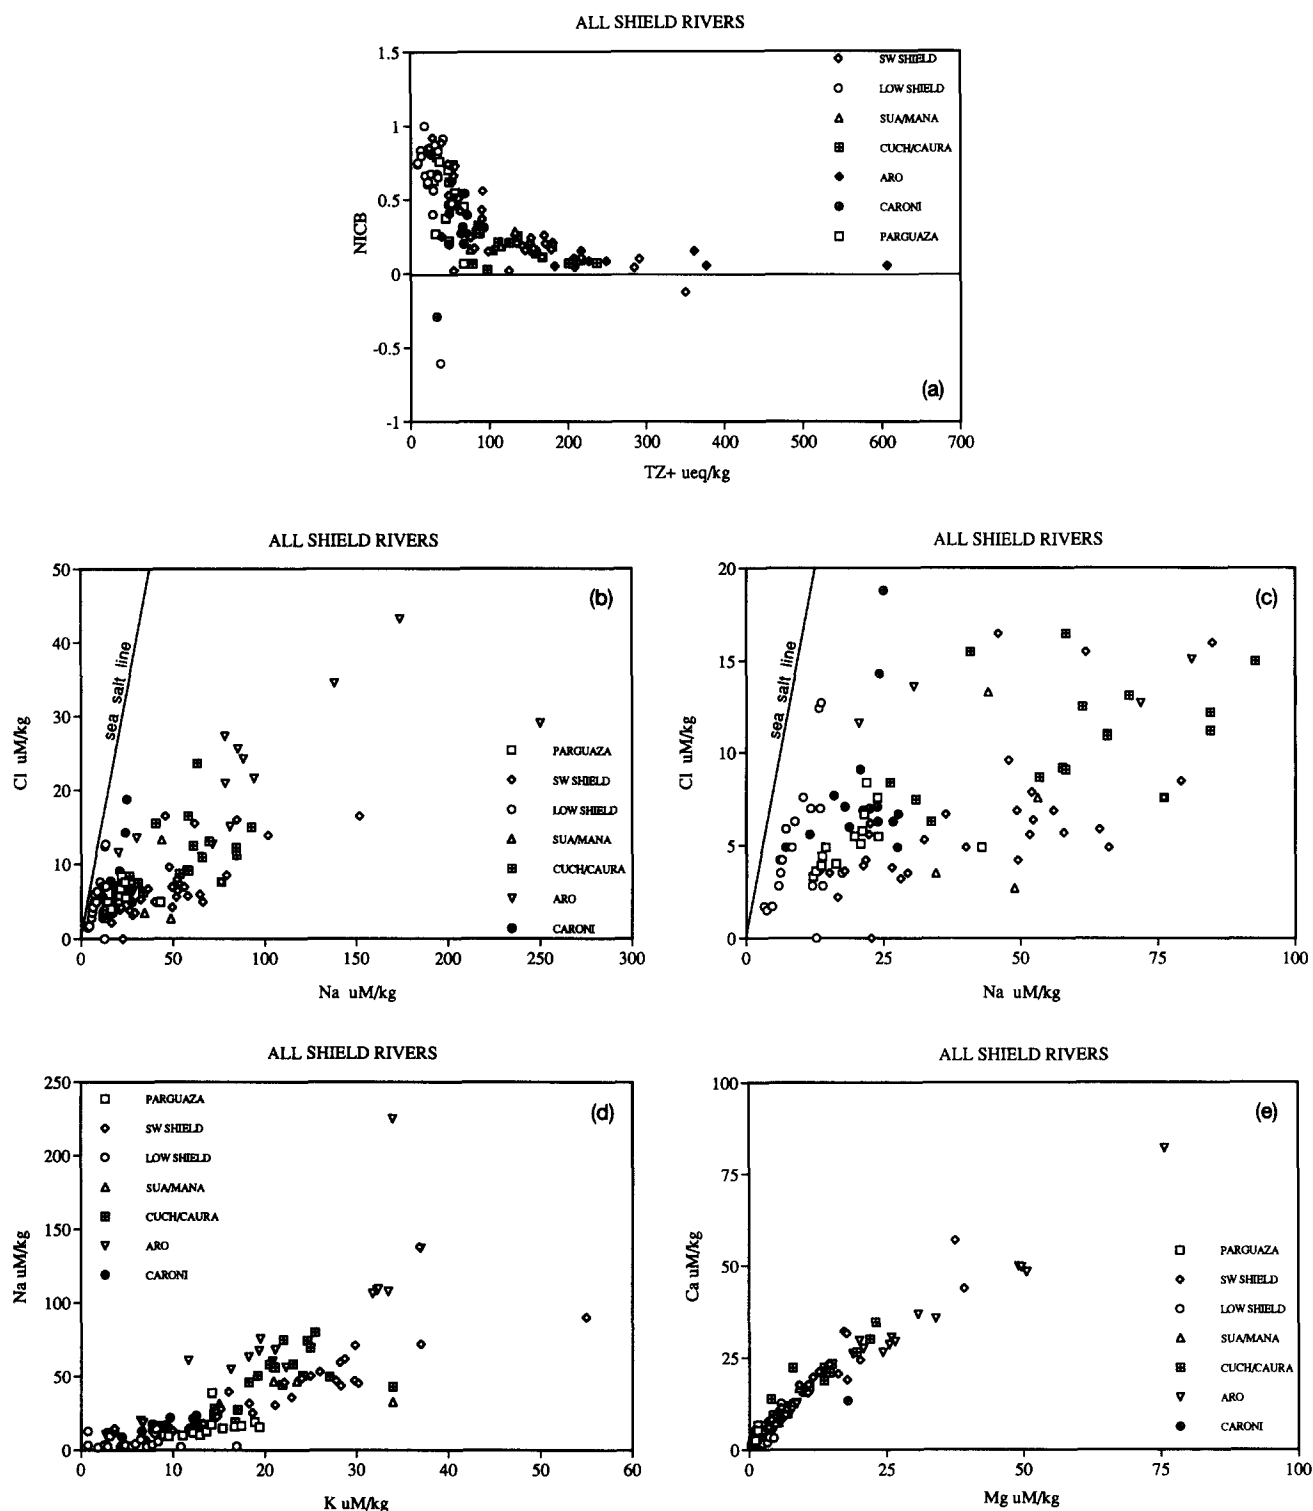 ALL SHIELD RIVERS
1.5
1
0.5
0
-0.5
-1
NICB
0 100 200 300 400 500 600 700
TZ+ ueq/kg
SW SHIELD
LOW SHIELD
SUA/MANA
CUCH/CAURA
ARO
CARONI
PARGUAZA
(a)
ALL SHIELD RIVERS
50
40
30
20
10
0
Cl uM/kg
sea salt line
(b)
PARGUAZA
SW SHIELD
LOW SHIELD
SUA/MANA
CUCH/CAURA
ARO
CARONI
0 50 100 150 200 250 300
Na uM/kg
ALL SHIELD RIVERS
20
15
10
5
0
Cl uM/kg
sea salt line
(c)
0 25 50 75 100
Na uM/kg
ALL SHIELD RIVERS
250
200
150
100
50
0
Na uM/kg
PARGUAZA
SW SHIELD
LOW SHIELD
SUA/MANA
CUCH/CAURA
ARO
CARONI
(d)
0 10 20 30 40 50 60
K uM/kg
ALL SHIELD RIVERS
100
75
50
25
0
Ca uM/kg
(e)
PARGUAZA
SW SHIELD
LOW SHIELD
SUA/MANA
CUCH/CAURA
ARO
CARONI
0 25 50 75 100
Mg uM/kg